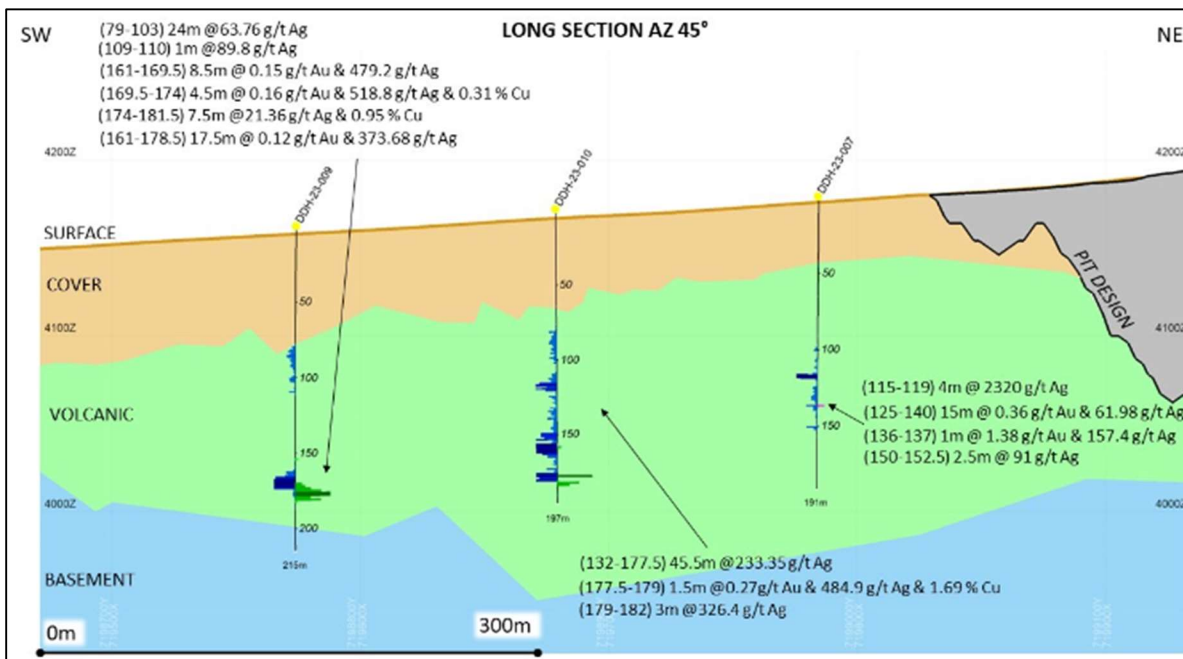 LONG SECTION AZ 45°
SW
NE
(79-103) 24m @63.76 g/t Ag
(109-110) 1m @89.8 g/t Ag
(161-169.5) 8.5m @ 0.15 g/t Au & 479.2 g/t Ag
(169.5-174) 4.5m @ 0.16 g/t Au & 518.8 g/t Ag & 0.31 % Cu
(174-181.5) 7.5m @21.36 g/t Ag & 0.95 % Cu
(161-178.5) 17.5m @ 0.12 g/t Au & 373.68 g/t Ag
4200Z
4200Z
DDH-23-009
DDH-23-010
DDH-23-007
SURFACE
COVER
PIT DESIGN
50
50
50
4100Z
4100Z
100
100
100
VOLCANIC
150
150
150
(115-119) 4m @ 2320 g/t Ag
(125-140) 15m @ 0.36 g/t Au & 61.98 g/t Ag
(136-137) 1m @ 1.38 g/t Au & 157.4 g/t Ag
(150-152.5) 2.5m @ 91 g/t Ag
4000Z
4000Z
200
215m
197m
191m
BASEMENT
(132-177.5) 45.5m @233.35 g/t Ag
(177.5-179) 1.5m @0.27g/t Au & 484.9 g/t Ag & 1.69 % Cu
(179-182) 3m @326.4 g/t Ag
0m
300m